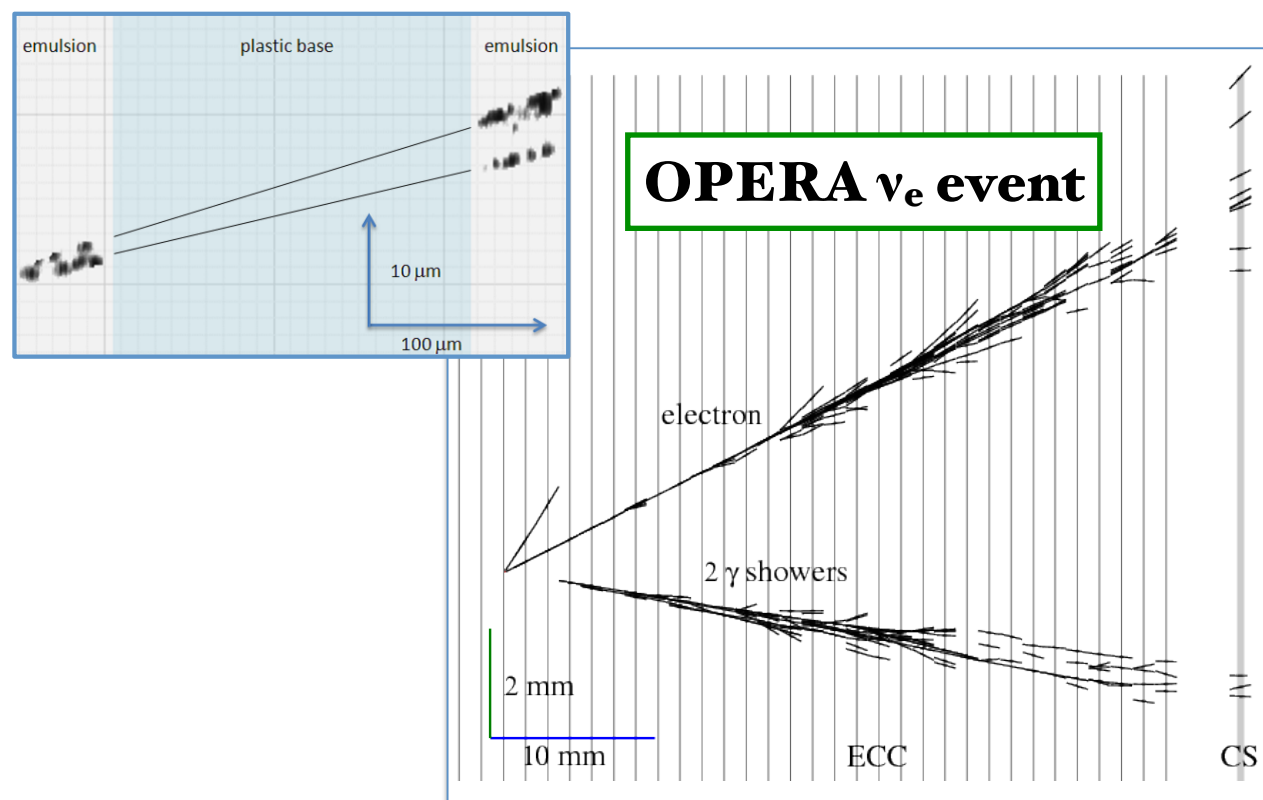 emulsion plastic base emulsion
10 μm
100 μm
OPERA νₑ event
electron
2 γ showers
2 mm
10 mm ECC CS